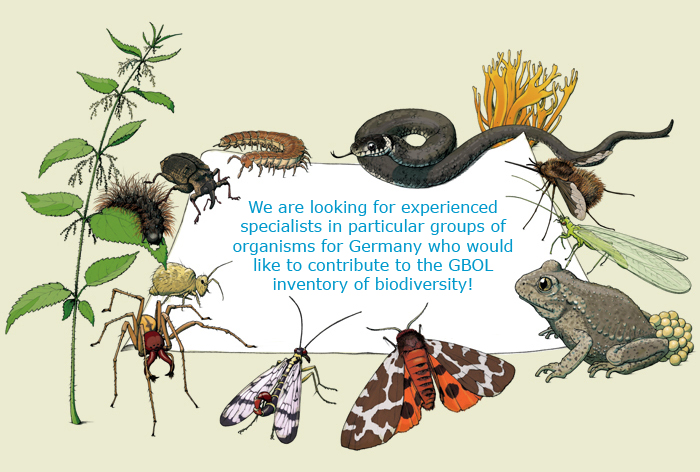 We are looking for experienced
specialists in particular groups of
organisms for Germany who would
like to contribute to the GBOL
inventory of biodiversity!